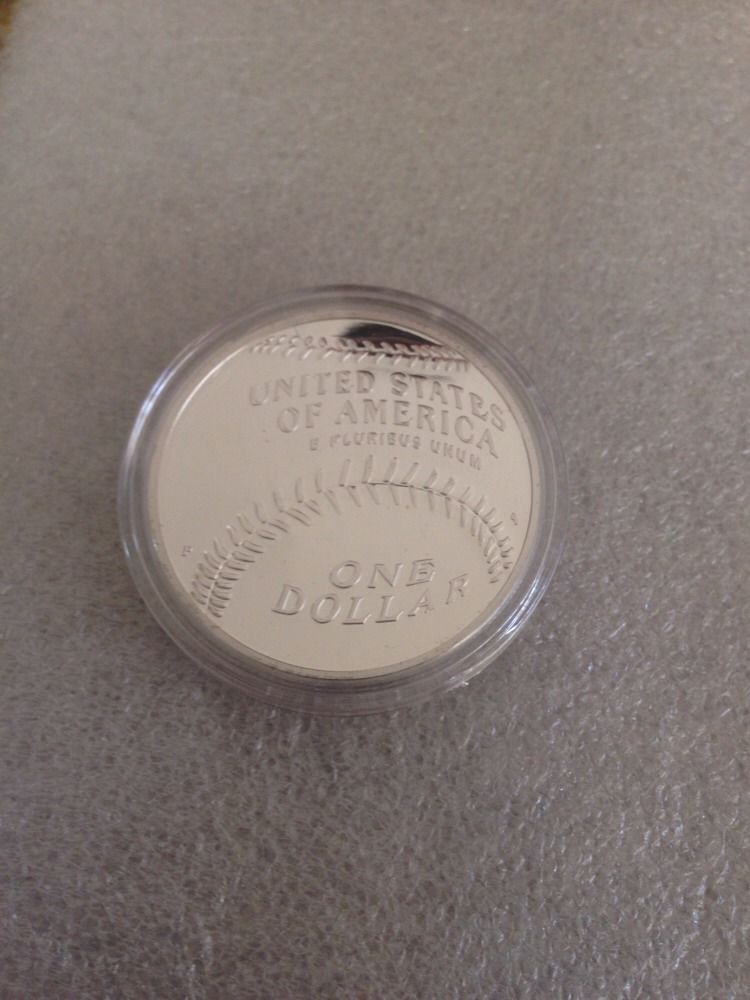 UNITED STATES
OF AMERICA
E PLURIBUS UNUM
P
ONE
DOLLAR